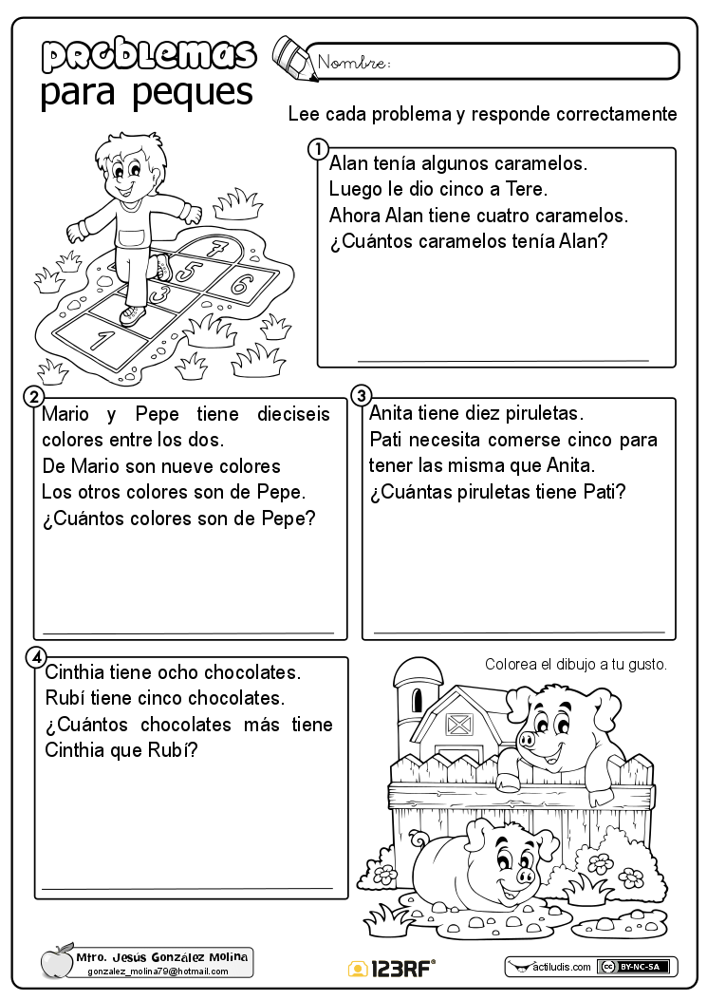 PROBLEMAS
para peques
Nombre:
Lee cada problema y responde correctamente
1
Alan tenía algunos caramelos.
Luego le dio cinco a Tere.
Ahora Alan tiene cuatro caramelos.
¿Cuántos caramelos tenía Alan?
7
5
6
3
1
2
Mario y Pepe tiene dieciseis
colores entre los dos.
De Mario son nueve colores
Los otros colores son de Pepe.
¿Cuántos colores son de Pepe?
3
Anita tiene diez piruletas.
Pati necesita comerse cinco para
tener las misma que Anita.
¿Cuántas piruletas tiene Pati?
4
Cinthia tiene ocho chocolates.
Rubí tiene cinco chocolates.
¿Cuántos chocolates más tiene
Cinthia que Rubí?
Colorea el dibujo a tu gusto.
Mtro. Jesús González Molina
gonzalez_molina79@hotmail.com
123RF®
actiludis.com
cc BY-NC-SA